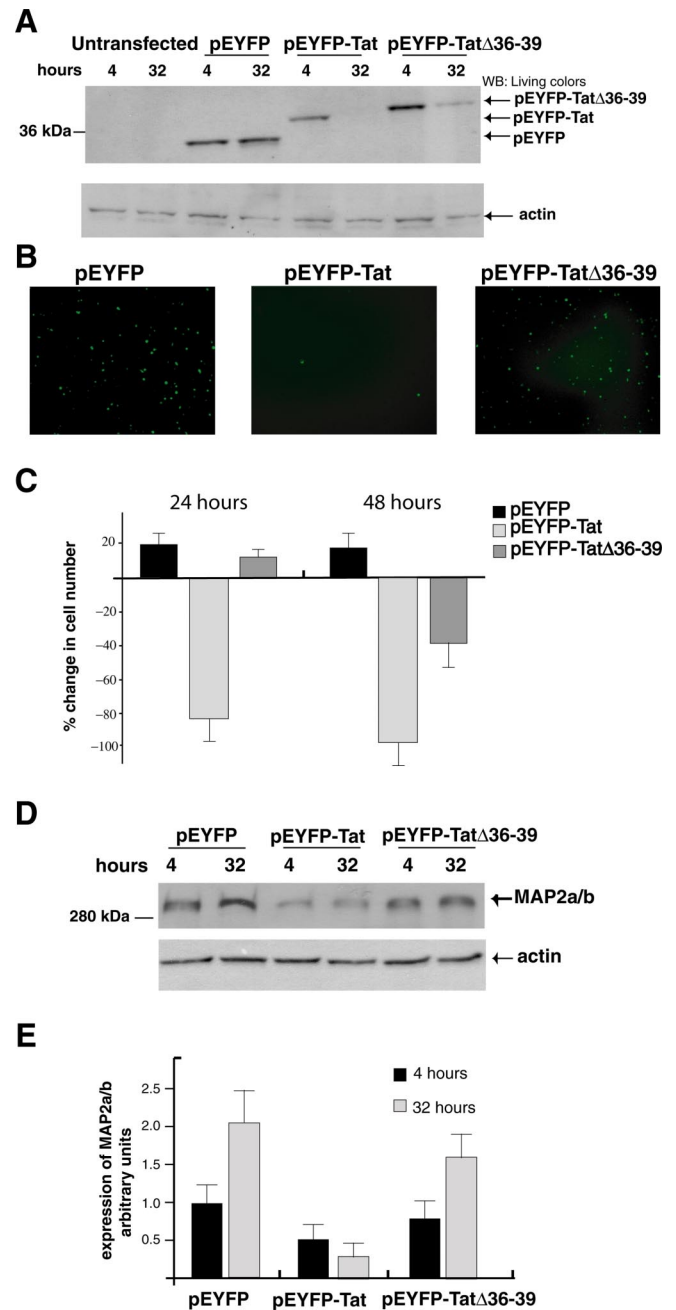 A
Untransfected pEYFP pEYFP-Tat pEYFP-TatΔ36-39
hours 4 32 4 32 4 32 4 32
WB: Living colors
pEYFP-TatΔ36-39
pEYFP-Tat
36 kDa
pEYFP
actin
B
pEYFP pEYFP-Tat pEYFP-TatΔ36-39
C
24 hours 48 hours
pEYFP
pEYFP-Tat
pEYFP-TatΔ36-39
% change in cell number
20
-20
-40
-60
-80
-100
D
pEYFP pEYFP-Tat pEYFP-TatΔ36-39
hours 4 32 4 32 4 32
MAP2a/b
280 kDa
actin
E
expression of MAP2a/b
arbitrary units
4 hours
32 hours
2.5
2.0
1.5
1.0
0.5
pEYFP pEYFP-Tat pEYFP-TatΔ36-39